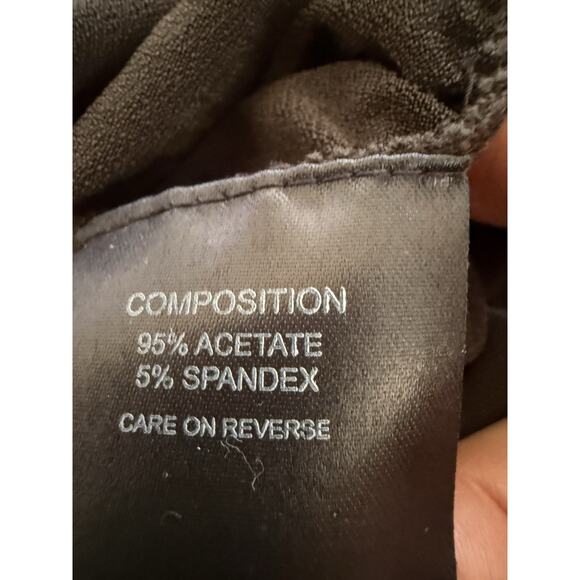 COMPOSITION
95% ACETATE
5% SPANDEX
CARE ON REVERSE